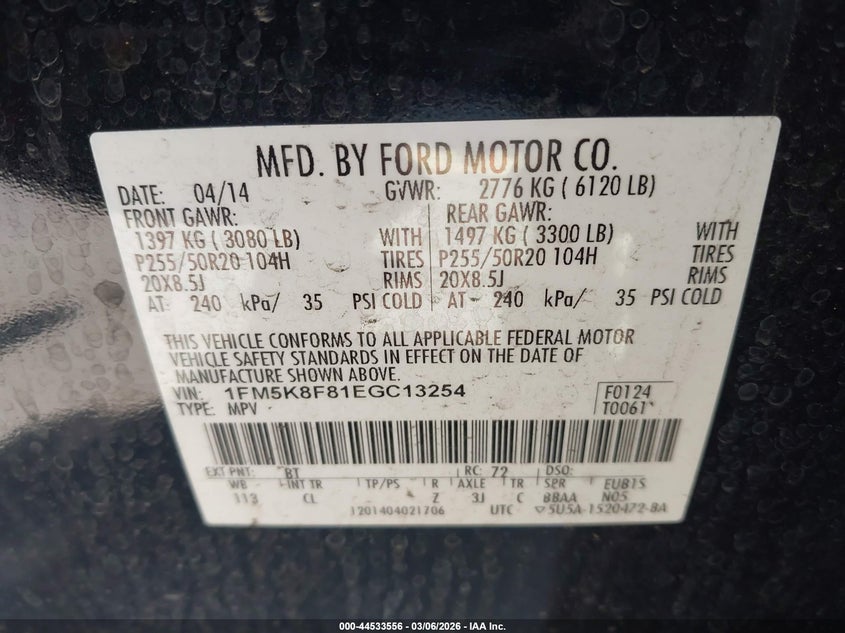 MFD. BY FORD MOTOR CO.
DATE: 04/14 GVWR: 2776 KG ( 6120 LB)
FRONT GAWR: REAR GAWR:
1397 KG ( 3080 LB) WITH 1497 KG ( 3300 LB) WITH
P255/50R20 104H TIRES P255/50R20 104H TIRES
20X8.5J RIMS 20X8.5J RIMS
AT 240 kPa/ 35 PSI COLD AT 240 kPa/ 35 PSI COLD
THIS VEHICLE CONFORMS TO ALL APPLICABLE FEDERAL MOTOR
VEHICLE SAFETY STANDARDS IN EFFECT ON THE DATE OF
MANUFACTURE SHOWN ABOVE.
VIN: 1FM5K8F81EGC13254 F0124
TYPE: MPV T0061
EXT PNT: BT RC: 72 DSO:
WB INT TR TP/PS R AXLE TR SPR
113 CL Z 3J C BBAA N05
1201404021706 UTC
000-44533556 - 03/06/2026 - IAA Inc.